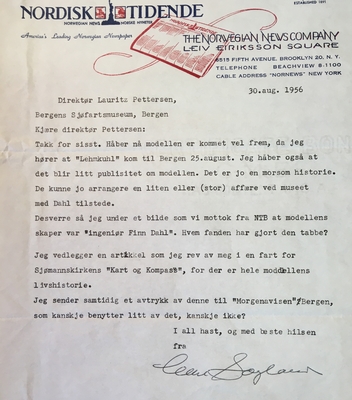 ESTABLISHED 1891
NORDISK TIDENDE
NORWEGIAN NEWS NORSKE NYHETER
America's Leading Norwegian Newspaper
THE NORWEGIAN NEWS COMPANY
LEIV EIRIKSSON SQUARE
6515 FIFTH AVENUE, BROOKLYN 20, N. Y.
TELEPHONE BEACHVIEW 8-1100
CABLE ADDRESS "NORNEWS" NEW YORK
30.aug. 1956
Direktør Lauritz Pettersen,
Bergens Sjøfartsmuseum, Bergen
Kjøre direktør Pettersen:
Takk for sisst. Håber nå modellen er kommet vel frem, da jeg
hører at "Lehmkuhl" kom til Bergen 25.august. Jeg håber også at
det blir litt publisitet om modellen. Det er jo en morsom historie.
De kunne jo arrangere en liten eller (stor) affære ved museet
med Dahl tilstede.
Desverre så jeg under et bilde som vi mottok fra NTB at modellens
skaper var "ingeniør Finn Dahl". Hvem fanden har gjort den tabbe?
Jeg vedlegger en artikkel som jeg rev av meg i en fart for
Sjømannskirkens "Kart og Kompass", for der er hele modellens
livshistorie.
Jeg sender samtidig et avtrykk av denne til "Morgenavisen", Bergen,
som kanskje benytter litt av det, kanskje ikke?
I all hast, og med beste hilsen
fra